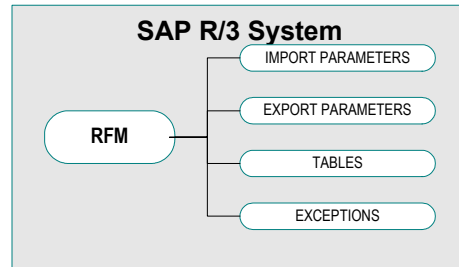 SAP R/3 System
IMPORT PARAMETERS
EXPORT PARAMETERS
RFM
TABLES
EXCEPTIONS